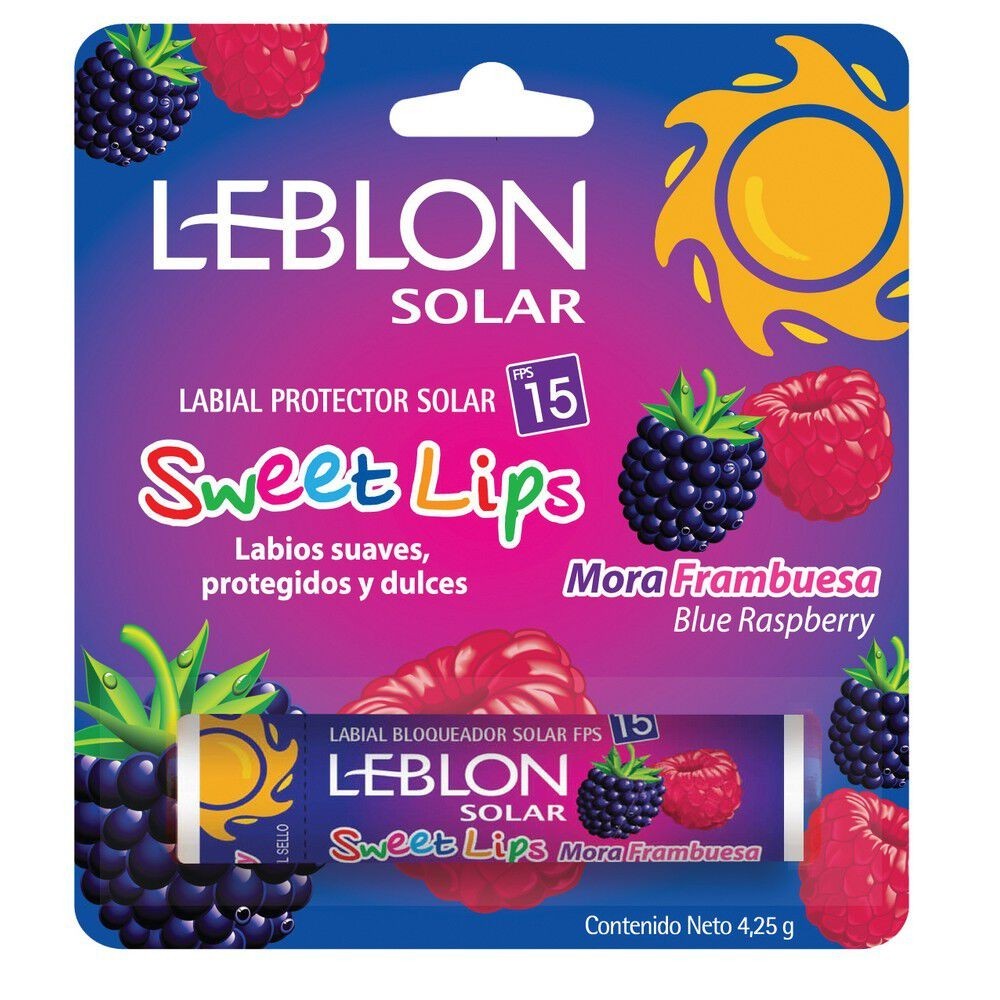 LEBLON
SOLAR
LABIAL PROTECTOR SOLAR FPS 15
Sweet Lips
Labios suaves,
protegidos y dulces
Mora Frambuesa
Blue Raspberry
LABIAL BLOQUEADOR SOLAR FPS 15
LEBLON
SOLAR
Sweet Lips Mora Frambuesa
SELLO
Contenido Neto 4,25 g